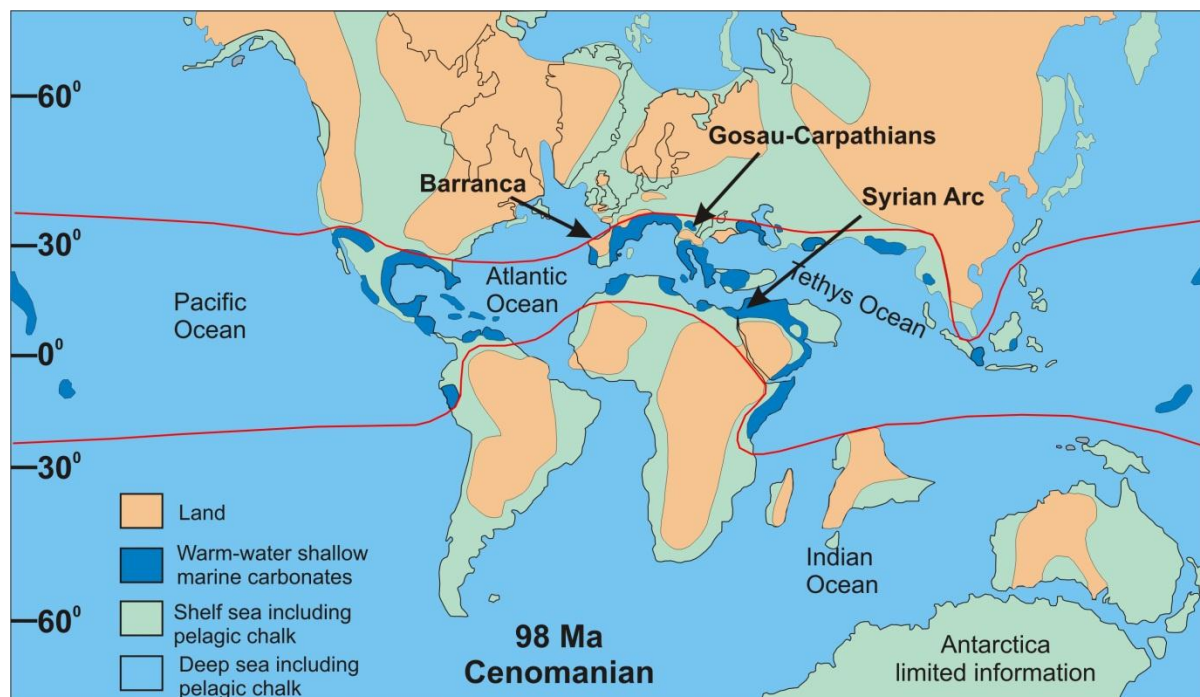 60⁰
Gosau-Carpathians
Barranca
Syrian Arc
30⁰
Atlantic
Ocean
Tethys Ocean
Pacific
Ocean
0⁰
30⁰
Land
Warm-water shallow
marine carbonates
Indian
Ocean
Shelf sea including
pelagic chalk
60⁰
98 Ma
Cenomanian
Antarctica
limited information
Deep sea including
pelagic chalk